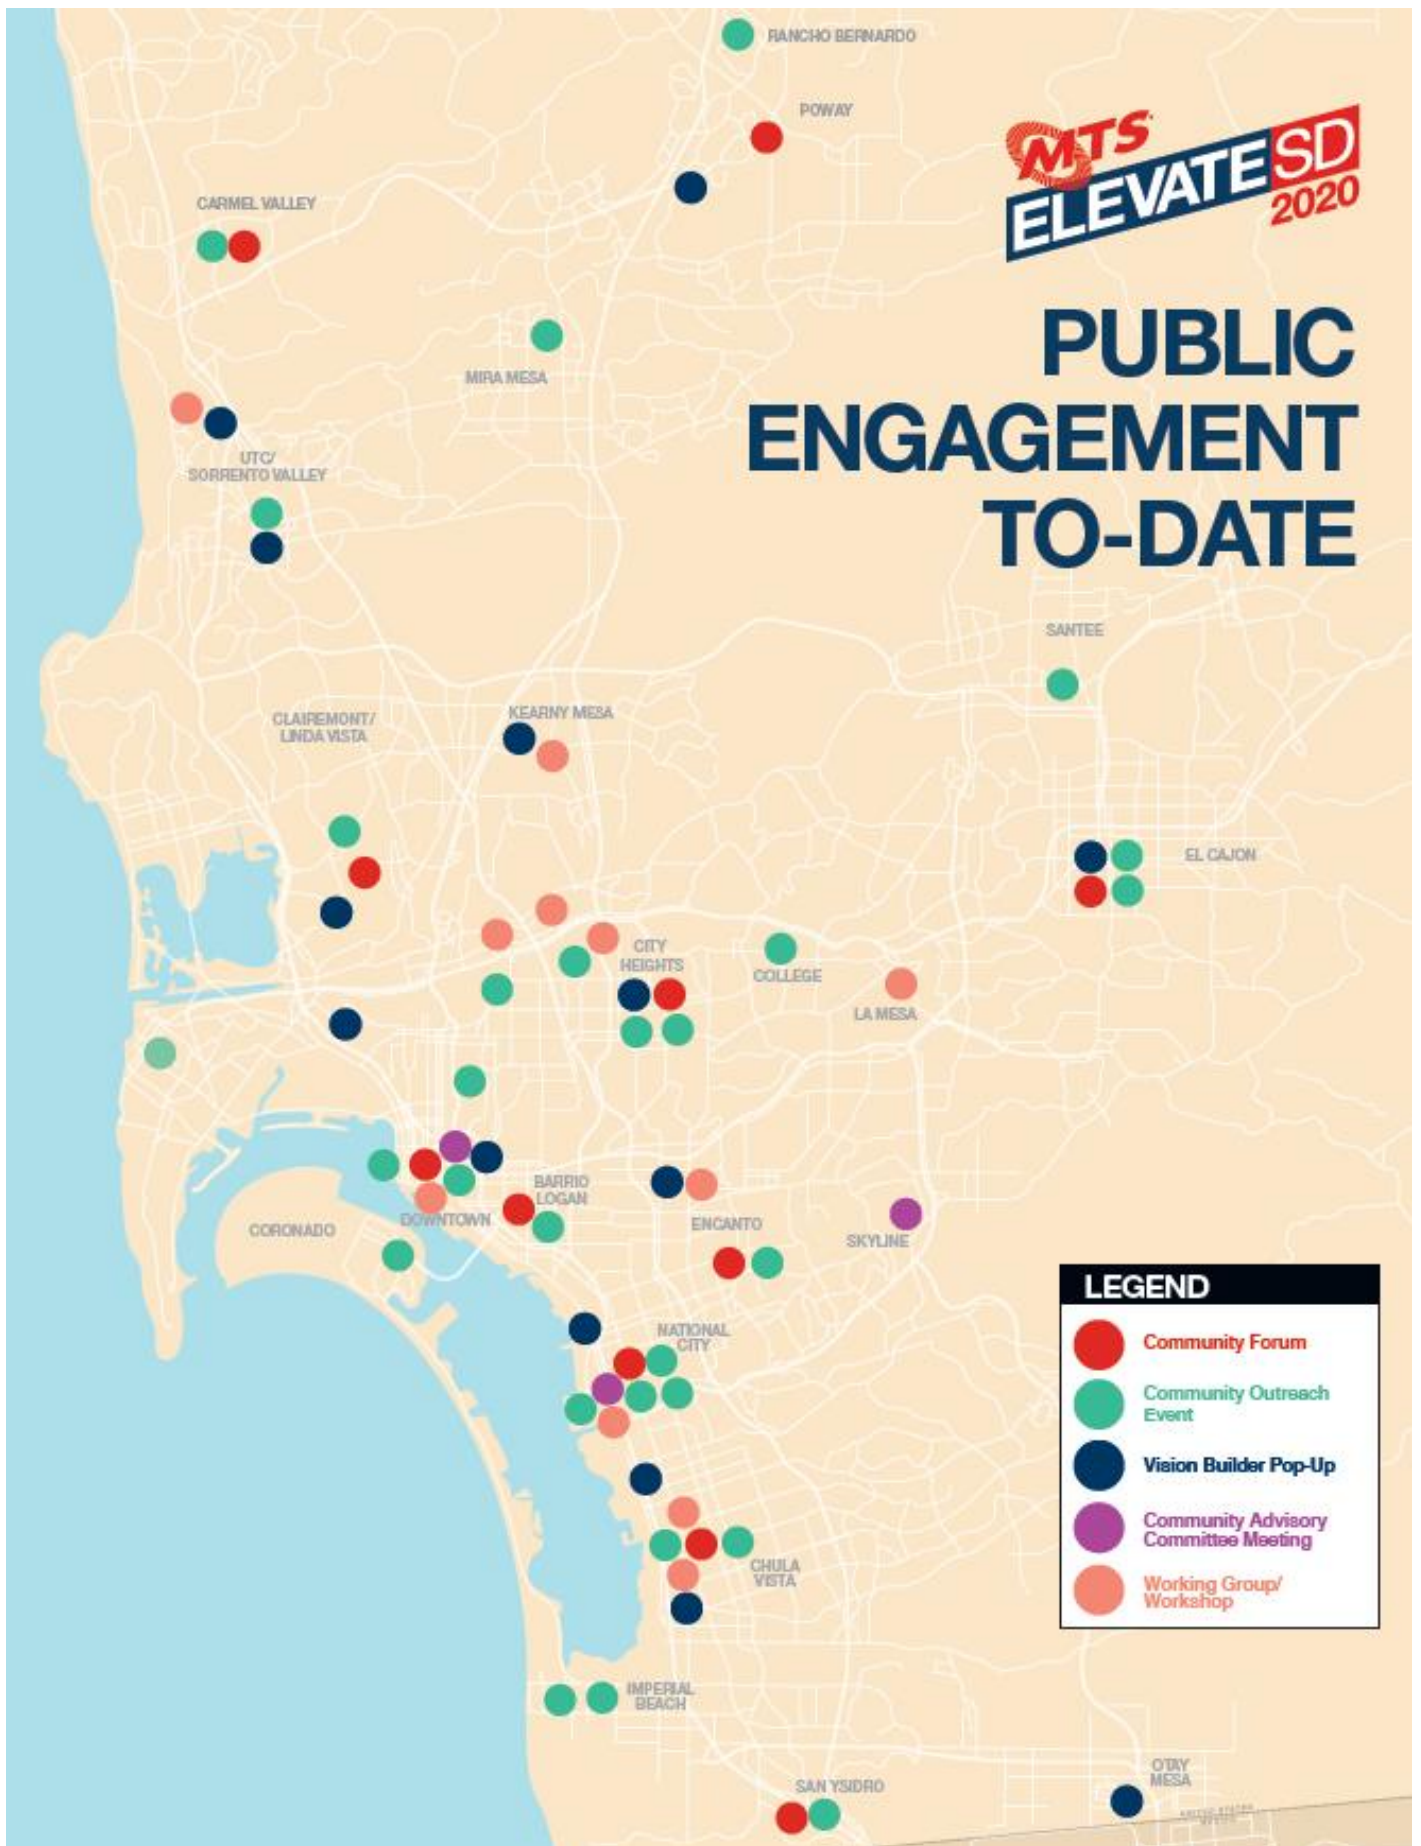 RANCHO BERNARDO
POWAY
MTS
ELEVATE SD
2020
CARMEL VALLEY
PUBLIC
ENGAGEMENT
TO-DATE
MIRA MESA
UTC/
SORRENTO VALLEY
SANTEE
CLAIREMONT/
LINDA VISTA
KEARNY MESA
EL CAJON
CITY
HEIGHTS
COLLEGE
LA MESA
BARRIO
LOGAN
DOWNTOWN
CORONADO
ENCANTO
SKYLINE
NATIONAL
CITY
LEGEND
Community Forum
Community Outreach
Event
Vision Builder Pop-Up
Community Advisory
Committee Meeting
Working Group/
Workshop
CHULA
VISTA
IMPERIAL
BEACH
SAN YSIDRO
OTAY
MESA